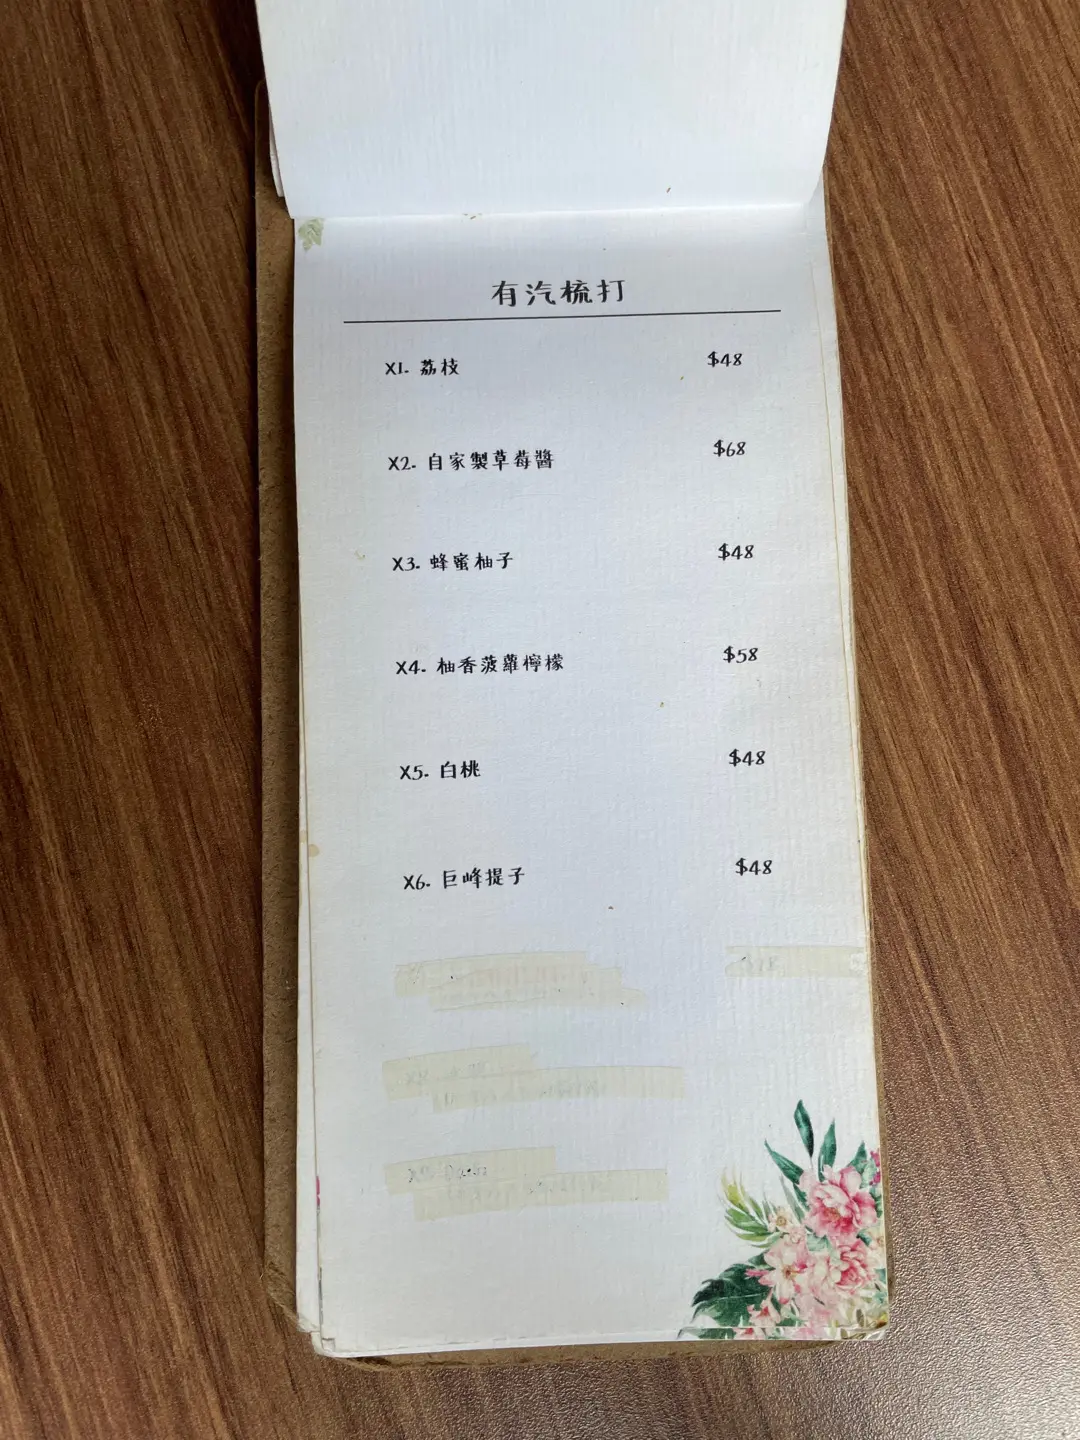 有汽梳打
X1. 荔枝 $48
X2. 自家製草莓醬 $68
X3. 蜂蜜柚子 $48
X4. 柚香菠蘿檸檬 $58
X5. 白桃 $48
X6. 巨峰提子 $48